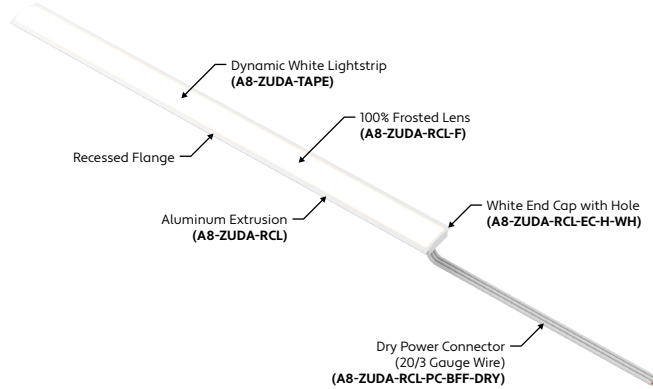 Dynamic White Lightstrip
(A8-ZUDA-TAPE)
100% Frosted Lens
(A8-ZUDA-RCL-F)
Recessed Flange
Aluminum Extrusion
(A8-ZUDA-RCL)
White End Cap with Hole
(A8-ZUDA-RCL-EC-H-WH)
Dry Power Connector
(20/3 Gauge Wire)
(A8-ZUDA-RCL-PC-BFF-DRY)